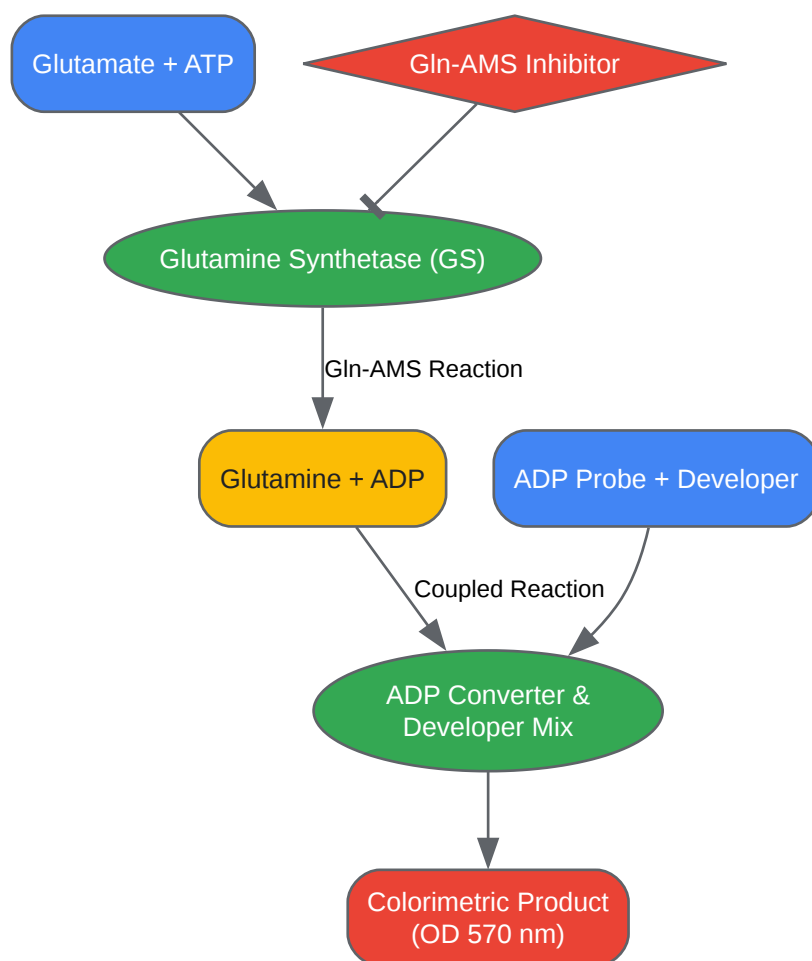 Glutamate + ATP
Gln-AMS Inhibitor
Glutamine Synthetase (GS)
Gln-AMS Reaction
Glutamine + ADP
ADP Probe + Developer
Coupled Reaction
ADP Converter &
Developer Mix
Colorimetric Product
(OD 570 nm)